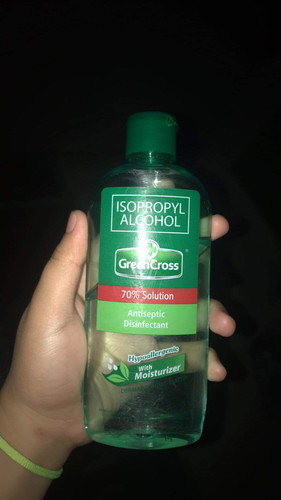 ISOPROPYL
ALCOHOL
GreenCross
70% Solution
Antiseptic
Disinfectant
Hypoallergenic
With
Moisturizer